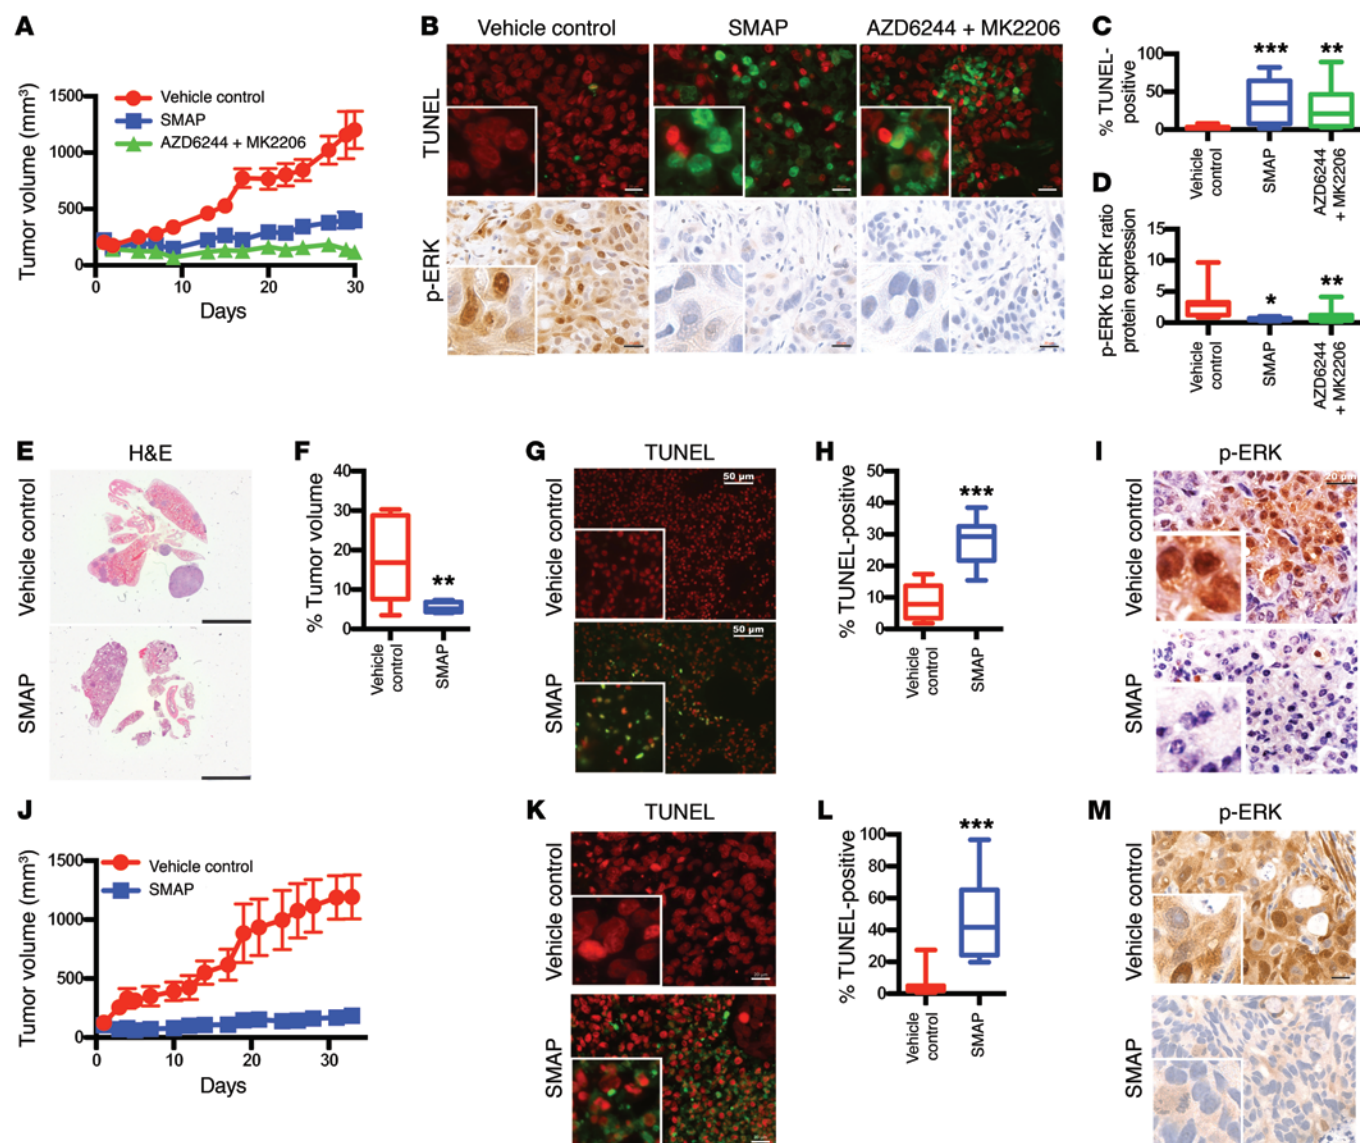 A
Tumor volume (mm³)
1500
1000
500
0
0
10
20
30
Days
Vehicle control
SMAP
AZD6244 + MK2206
B
Vehicle control
SMAP
AZD6244 + MK2206
TUNEL
p-ERK
C
% TUNEL-
positive
100
50
0
***
**
Vehicle
control
SMAP
AZD6244
+ MK2206
D
p-ERK to ERK ratio
protein expression
15
10
5
0
*
**
Vehicle
control
SMAP
AZD6244
+ MK2206
E
H&E
Vehicle control
SMAP
F
% Tumor volume
40
30
20
10
0
**
Vehicle
control
SMAP
G
TUNEL
Vehicle control
50 µm
SMAP
50 µm
H
% TUNEL-positive
50
40
30
20
10
0
***
Vehicle
control
SMAP
I
p-ERK
Vehicle control
20 µm
SMAP
J
Tumor volume (mm³)
1500
1000
500
0
0
10
20
30
Days
Vehicle control
SMAP
K
TUNEL
Vehicle control
SMAP
L
% TUNEL-positive
100
80
60
40
20
0
***
Vehicle
control
SMAP
M
p-ERK
Vehicle control
SMAP